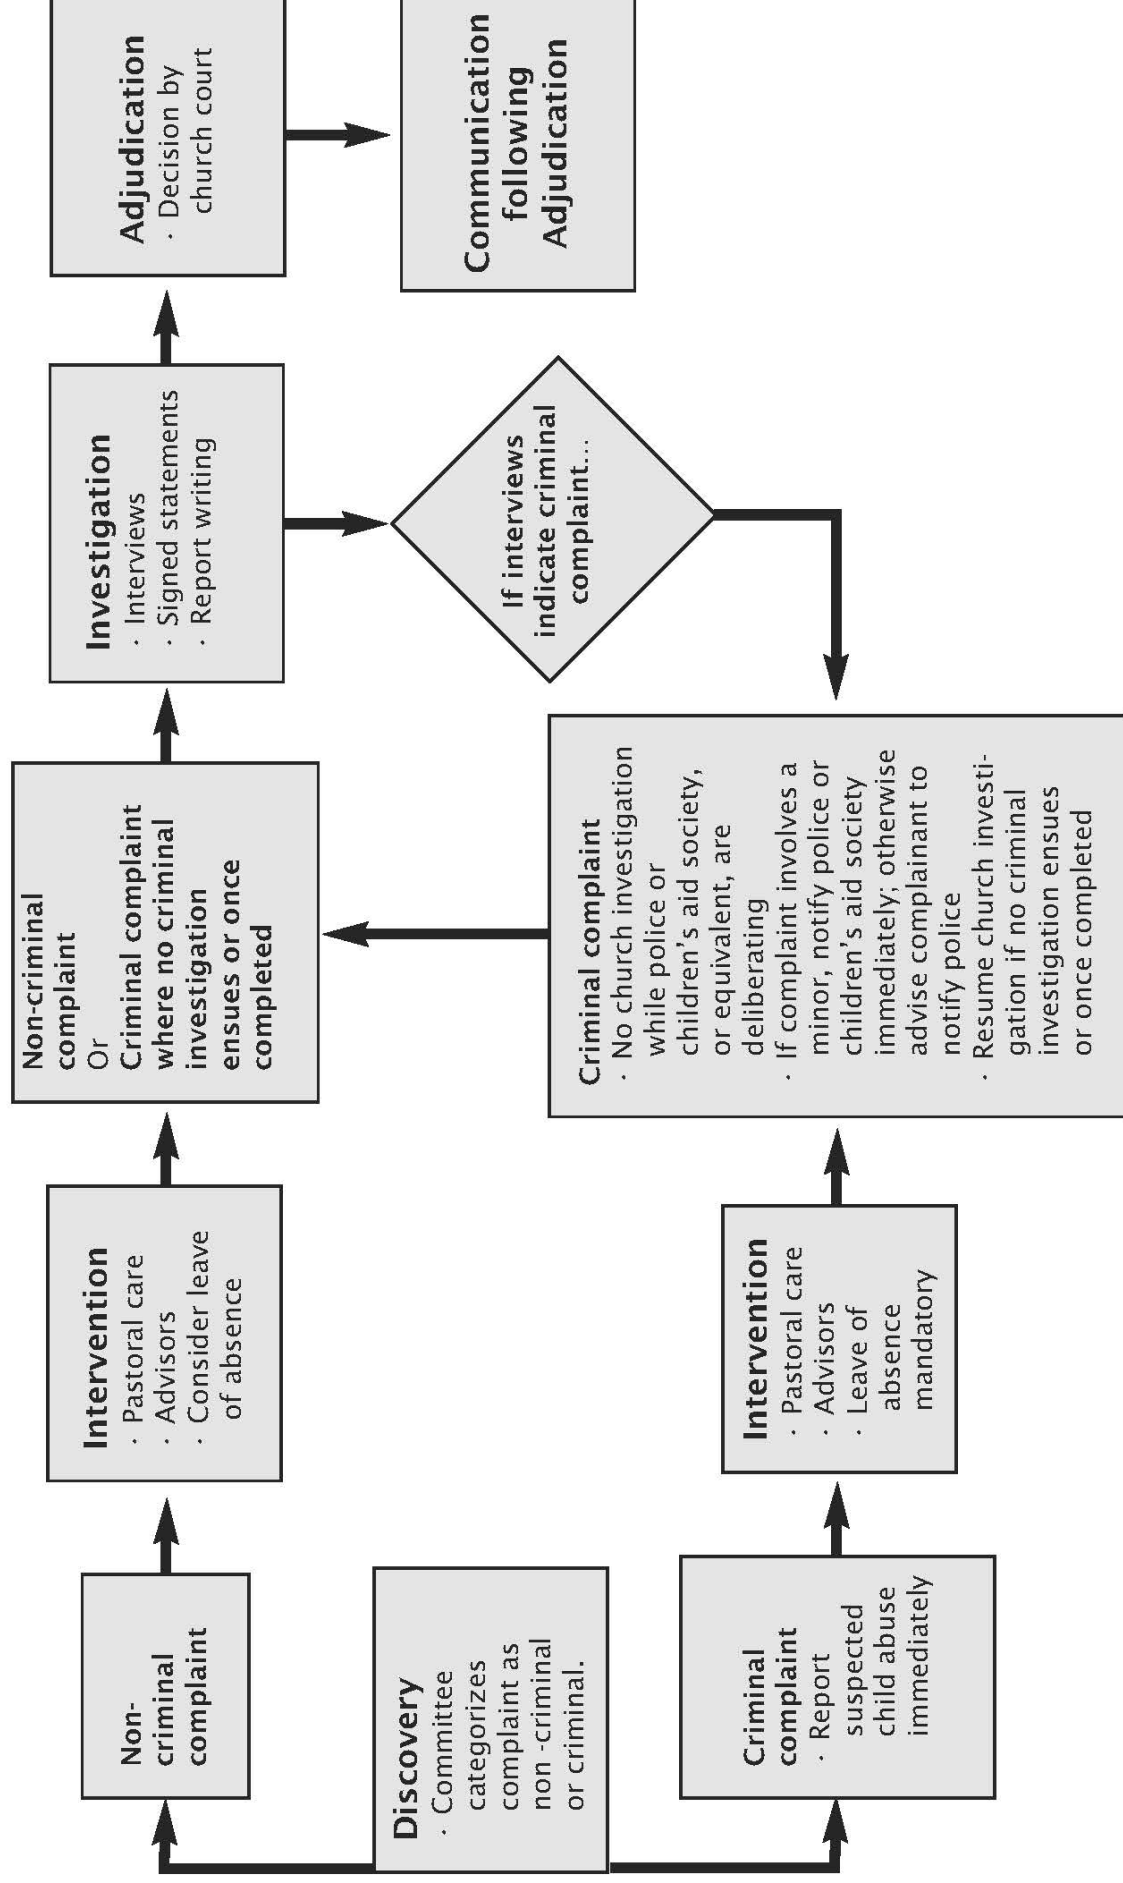 Discovery
· Committee
categorizes
complaint as
non -criminal
or criminal.
Non-
criminal
complaint
Intervention
· Pastoral care
· Advisors
· Consider leave
of absence
Non-criminal
complaint
Or
Criminal complaint
where no criminal
investigation
ensues or once
completed
Investigation
· Interviews
· Signed statements
· Report writing
Adjudication
· Decision by
church court
Communication
following
Adjudication
If interviews
indicate criminal
complaint...
Criminal
complaint
· Report
suspected
child abuse
immediately
Intervention
· Pastoral care
· Advisors
· Leave of
absence
mandatory
Criminal complaint
· No church investigation
while police or
children's aid society,
or equivalent, are
deliberating
· If complaint involves a
minor, notify police or
children's aid society
immediately; otherwise
advise complainant to
notify police
· Resume church investi-
gation if no criminal
investigation ensues
or once completed